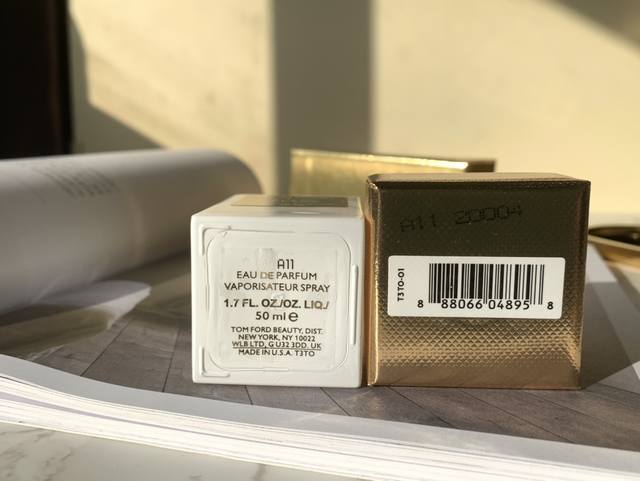 A11
EAU DE PARFUM
VAPORISATEUR SPRAY
1.7 FL. OZ./OZ. LIQ./
50 ml ℮
TOM FORD BEAUTY, DIST.
NEW YORK, NY 10022
WLB LTD, G U32 3DD. UK
MADE IN U.S.A. T3TO
A11 20004
T3TO-01
8 88066 04895 8